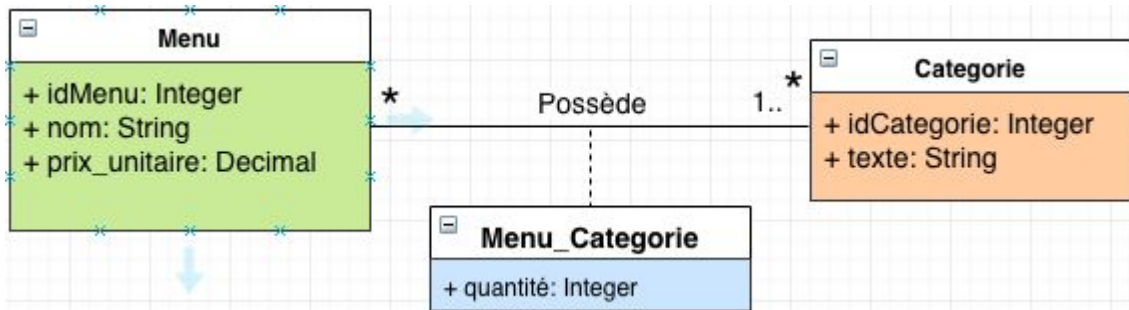 Menu
+ idMenu: Integer
+ nom: String
+ prix_unitaire: Decimal
*
Possède
1..*
Categorie
+ idCategorie: Integer
+ texte: String
Menu_Categorie
+ quantité: Integer